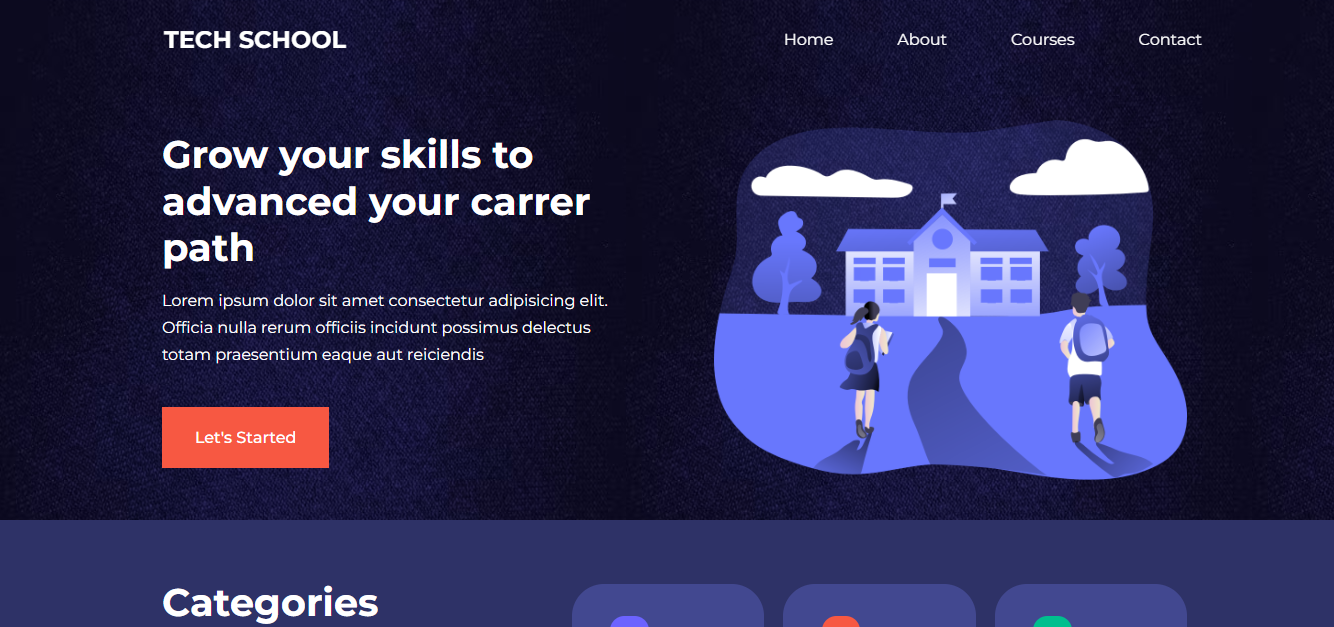 TECH SCHOOL
Home
About
Courses
Contact
Grow your skills to
advanced your carrer
path
Lorem ipsum dolor sit amet consectetur adipisicing elit.
Officia nulla rerum officiis incidunt possimus delectus
totam praesentium eaque aut reiciendis
Let's Started
Categories